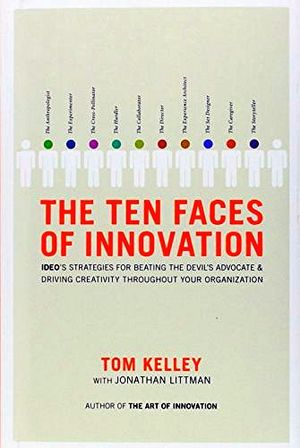 The Anthropologist
The Experimenter
The Cross-Pollinator
The Hurdler
The Collaborator
The Director
The Experience Architect
The Set Designer
The Caregiver
The Storyteller
THE TEN FACES
OF INNOVATION
IDEO'S STRATEGIES FOR BEATING THE DEVIL'S ADVOCATE &
DRIVING CREATIVITY THROUGHOUT YOUR ORGANIZATION
TOM KELLEY
WITH JONATHAN LITTMAN
AUTHOR OF THE ART OF INNOVATION